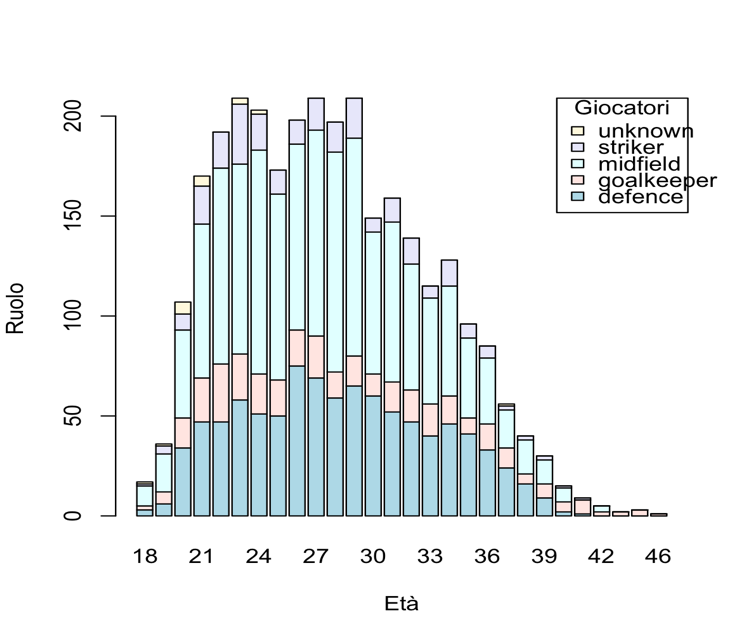 Giocatori
unknown
striker
midfield
goalkeeper
defence
200
150
100
50
0
Ruolo
18 21 24 27 30 33 36 39 42 46
Età